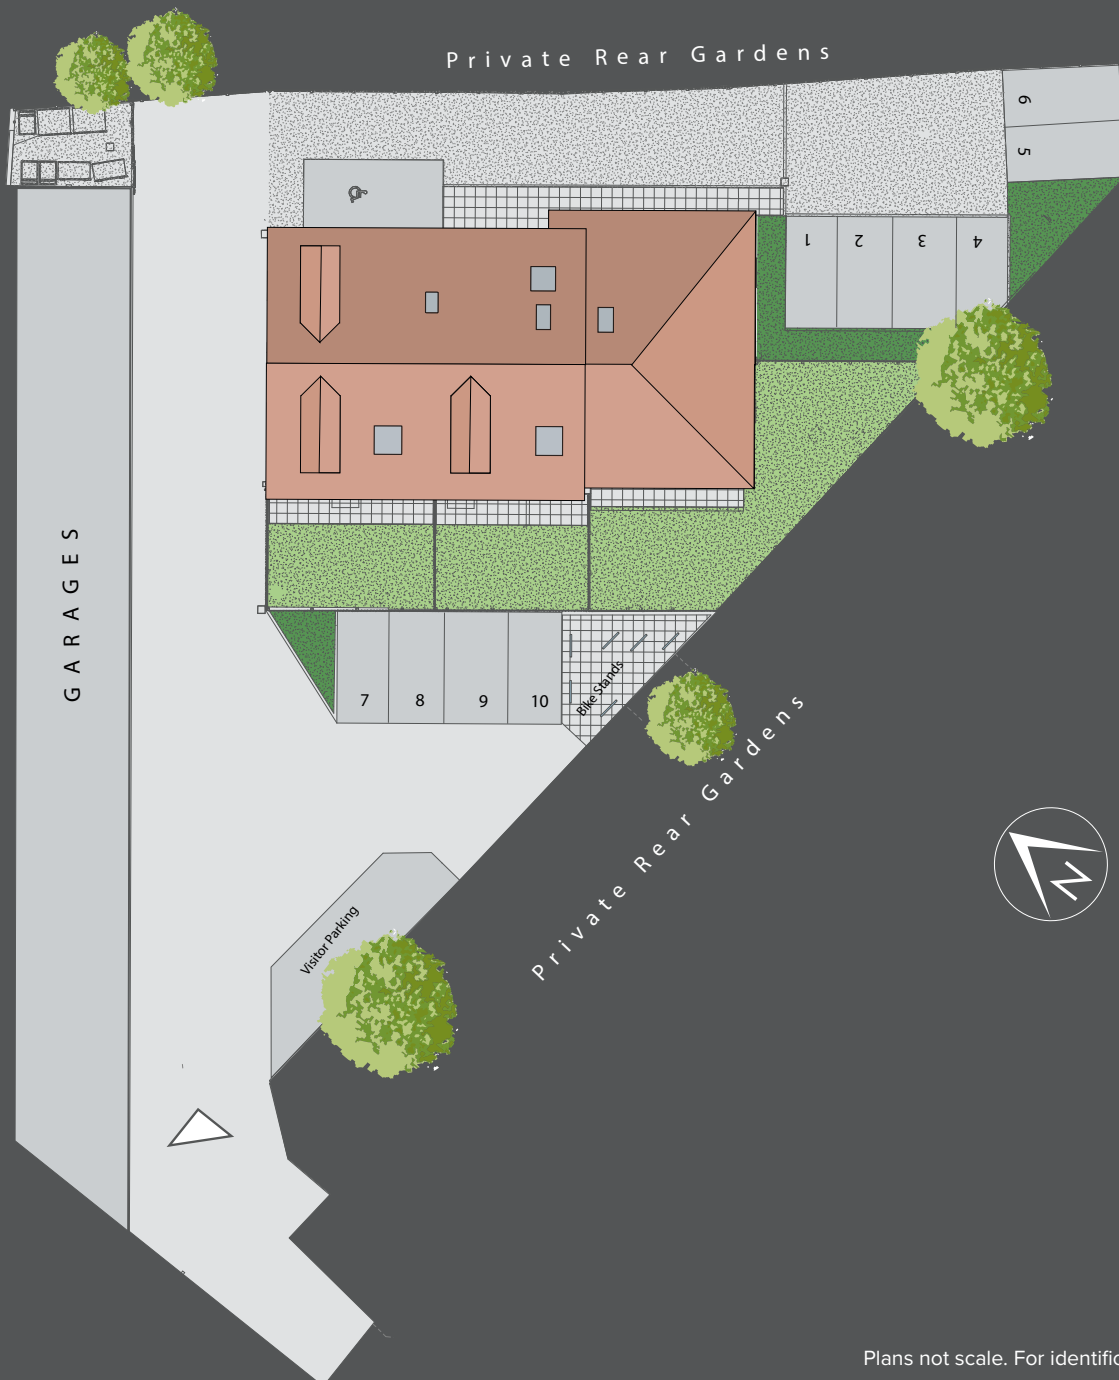 Private Rear Gardens
6
5
1 2 3 4
GARAGES
7 8 9 10
Bike Stands
Private Rear Gardens
N
Visitor Parking
Plans not scale. For